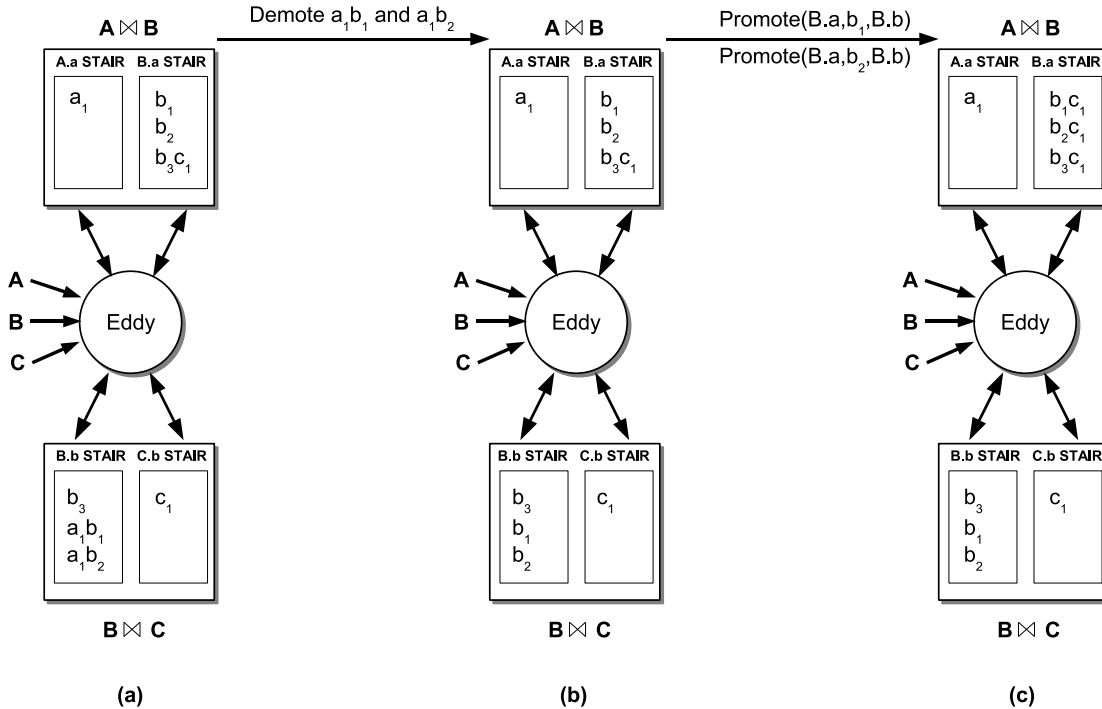 Demote a₁b₁ and a₁b₂
Promote(B.a,b₁,B.b)
Promote(B.a,b₂,B.b)
A ⋈ B
A.a STAIR B.a STAIR
a₁
b₁
b₂
b₃c₁
A
B
C
Eddy
B.b STAIR C.b STAIR
b₃
a₁b₁
a₁b₂
c₁
B ⋈ C
(a)
A ⋈ B
A.a STAIR B.a STAIR
a₁
b₁
b₂
b₃c₁
A
B
C
Eddy
B.b STAIR C.b STAIR
b₃
b₁
b₂
c₁
B ⋈ C
(b)
A ⋈ B
A.a STAIR B.a STAIR
a₁
b₁c₁
b₂c₁
b₃c₁
A
B
C
Eddy
B.b STAIR C.b STAIR
b₃
b₁
b₂
c₁
B ⋈ C
(c)